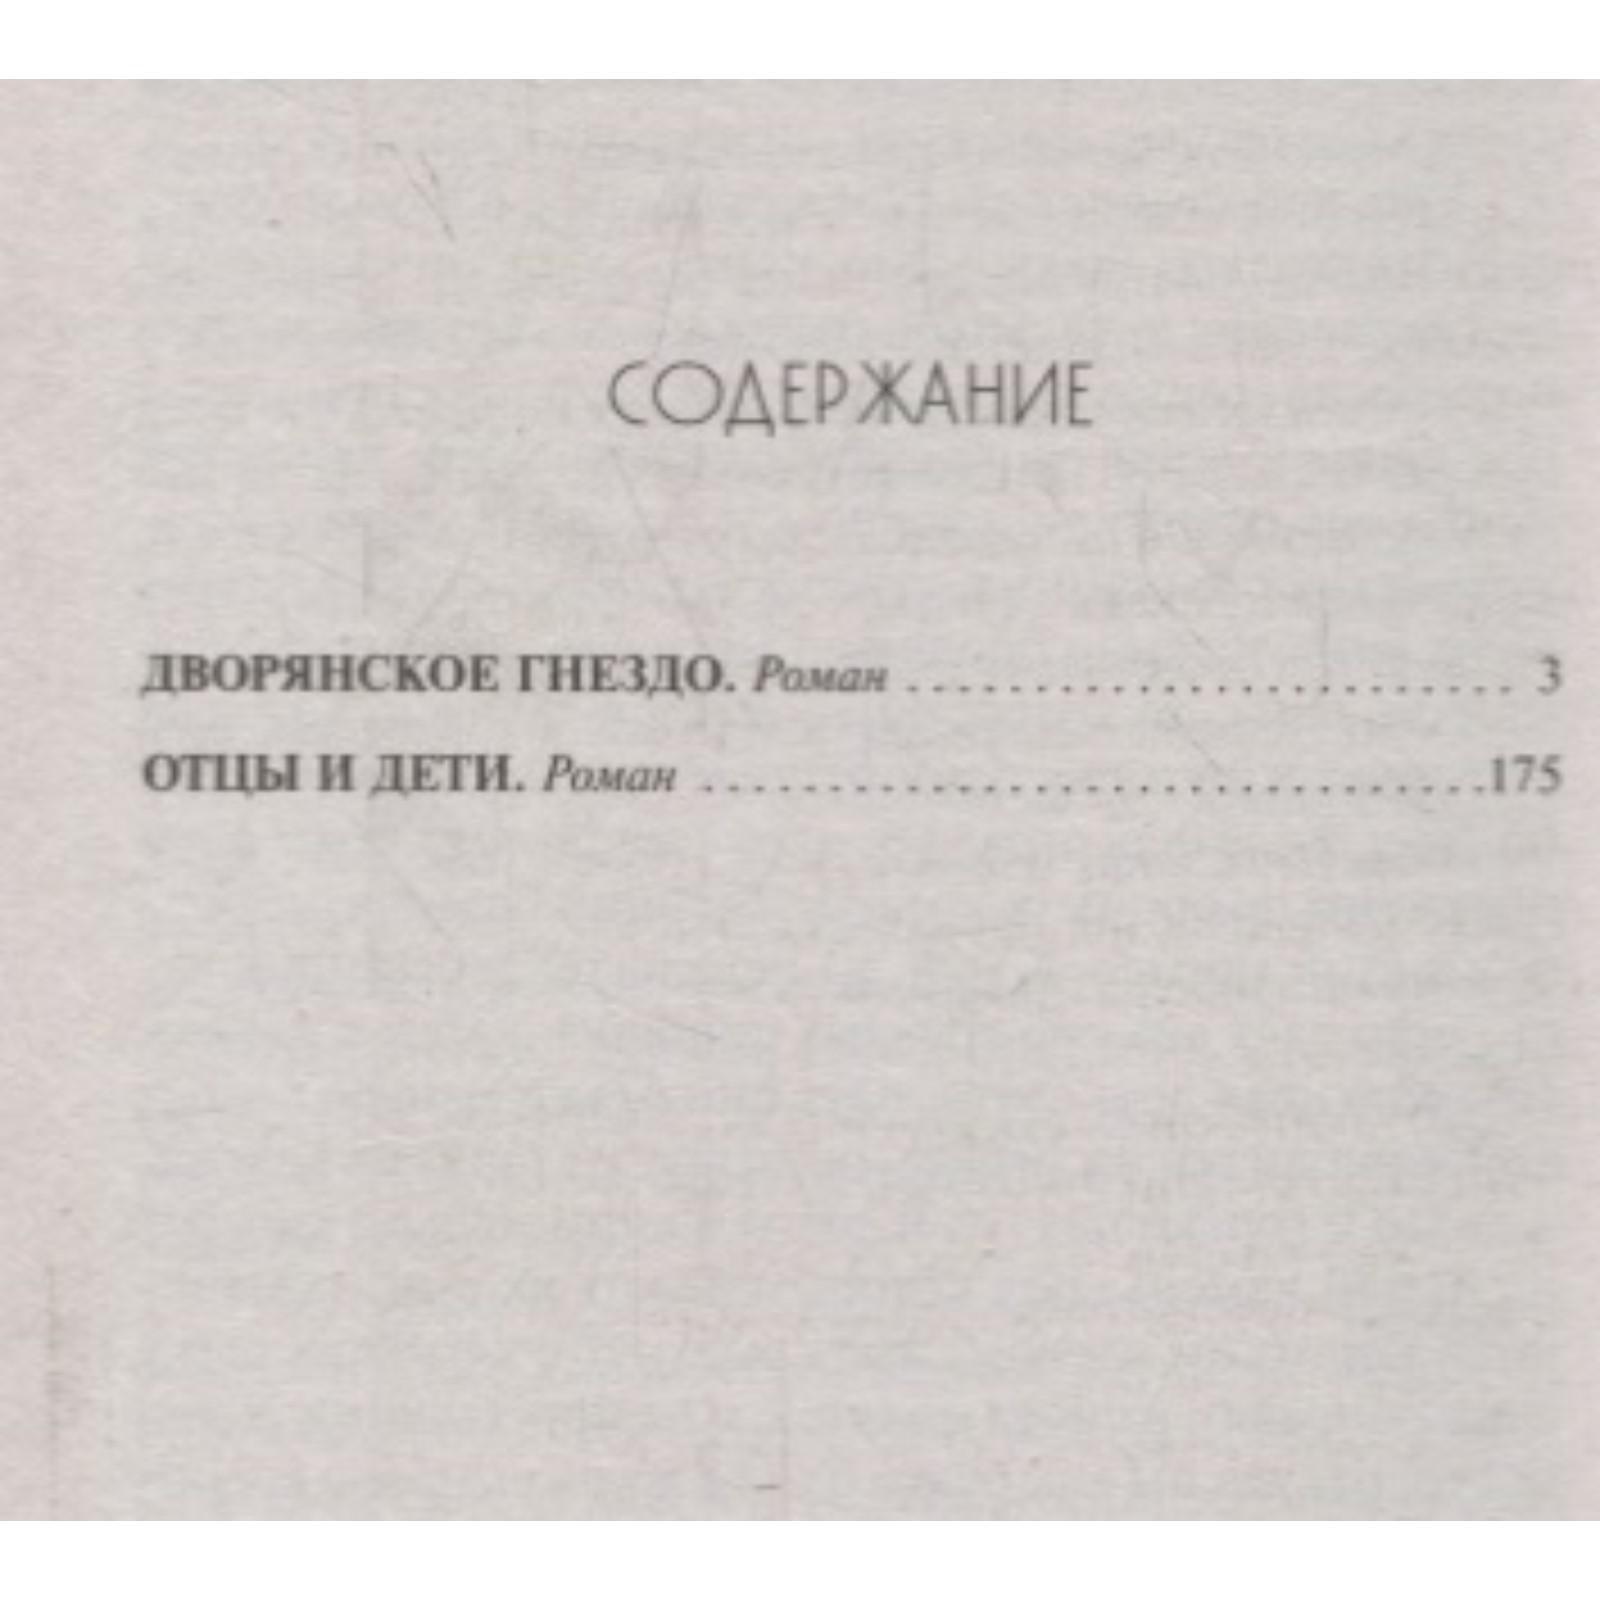 СОДЕРЖАНИЕ
ДВОРЯНСКОЕ ГНЕЗДО. Роман . . . . . . . . . . . . . . . . . . . . . . . . 3
ОТЦЫ И ДЕТИ. Роман . . . . . . . . . . . . . . . . . . . . . . . . . . . . . . .175